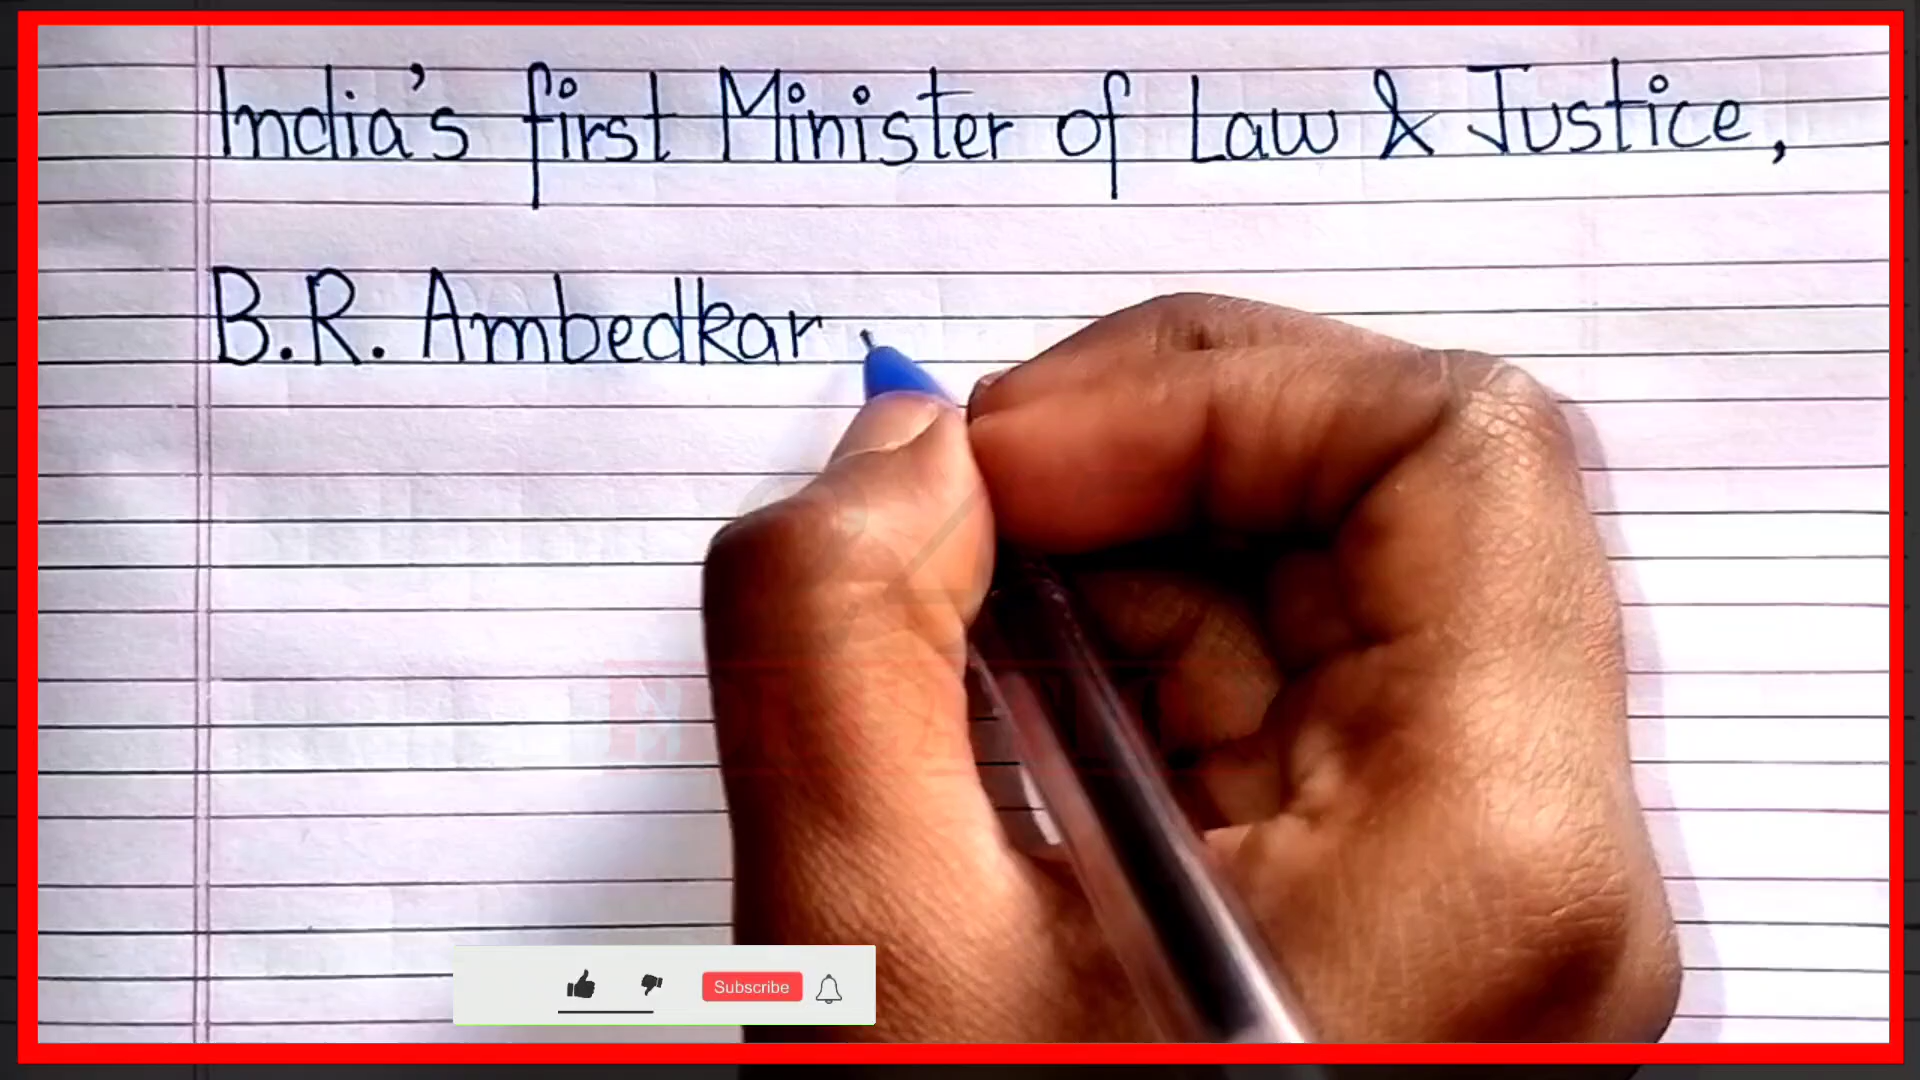 India's first Minister of Law & Justice,
B.R. Ambedkar
Subscribe